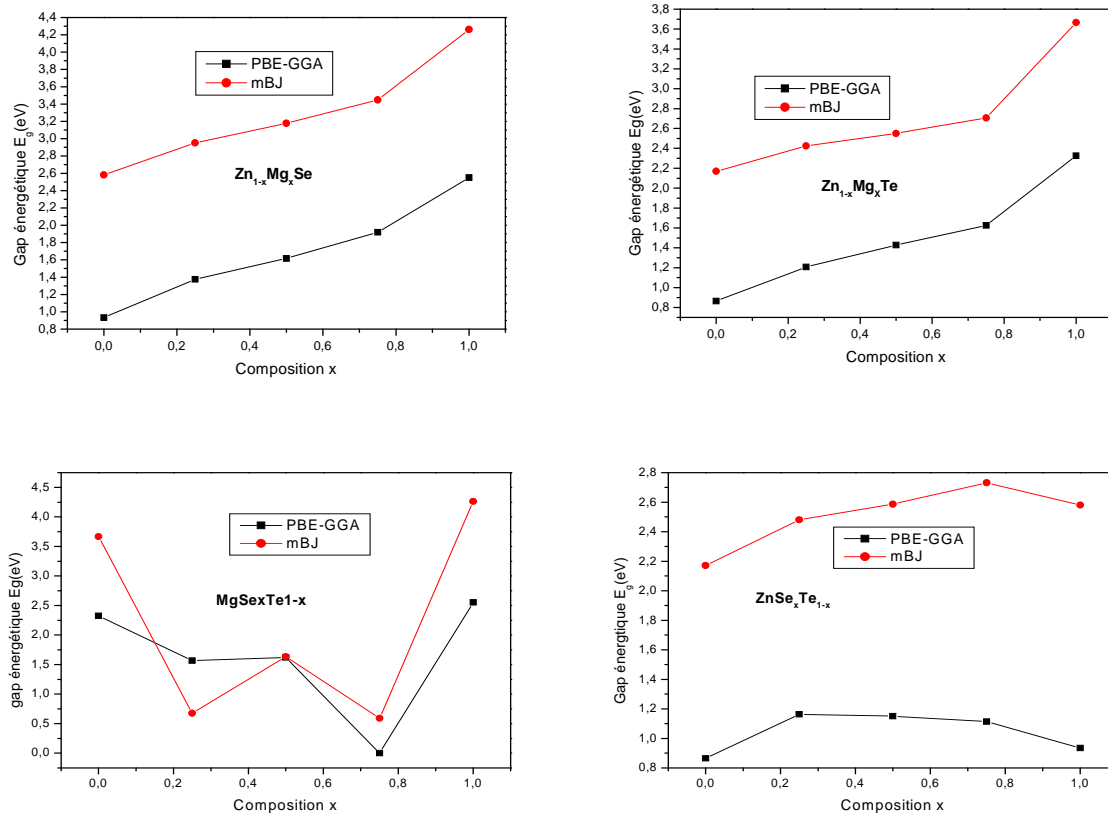 Gap énergétique E_g(eV)
4,4
4,2
4,0
3,8
3,6
3,4
3,2
3,0
2,8
2,6
2,4
2,2
2,0
1,8
1,6
1,4
1,2
1,0
0,8
PBE-GGA
mBJ
Zn1-xMgxSe
0,0 0,2 0,4 0,6 0,8 1,0
Composition x
Gap énergétique Eg(eV)
3,8
3,6
3,4
3,2
3,0
2,8
2,6
2,4
2,2
2,0
1,8
1,6
1,4
1,2
1,0
0,8
PBE-GGA
mBJ
Zn1-xMgxTe
0,0 0,2 0,4 0,6 0,8 1,0
Composition x
gap énergétique Eg(eV)
4,5
4,0
3,5
3,0
2,5
2,0
1,5
1,0
0,5
0,0
PBE-GGA
mBJ
MgSexTe1-x
0,0 0,2 0,4 0,6 0,8 1,0
Composition x
Gap énergtique E_g(eV)
2,8
2,6
2,4
2,2
2,0
1,8
1,6
1,4
1,2
1,0
0,8
PBE-GGA
mBJ
ZnSexTe1-x
0,0 0,2 0,4 0,6 0,8 1,0
Composition x